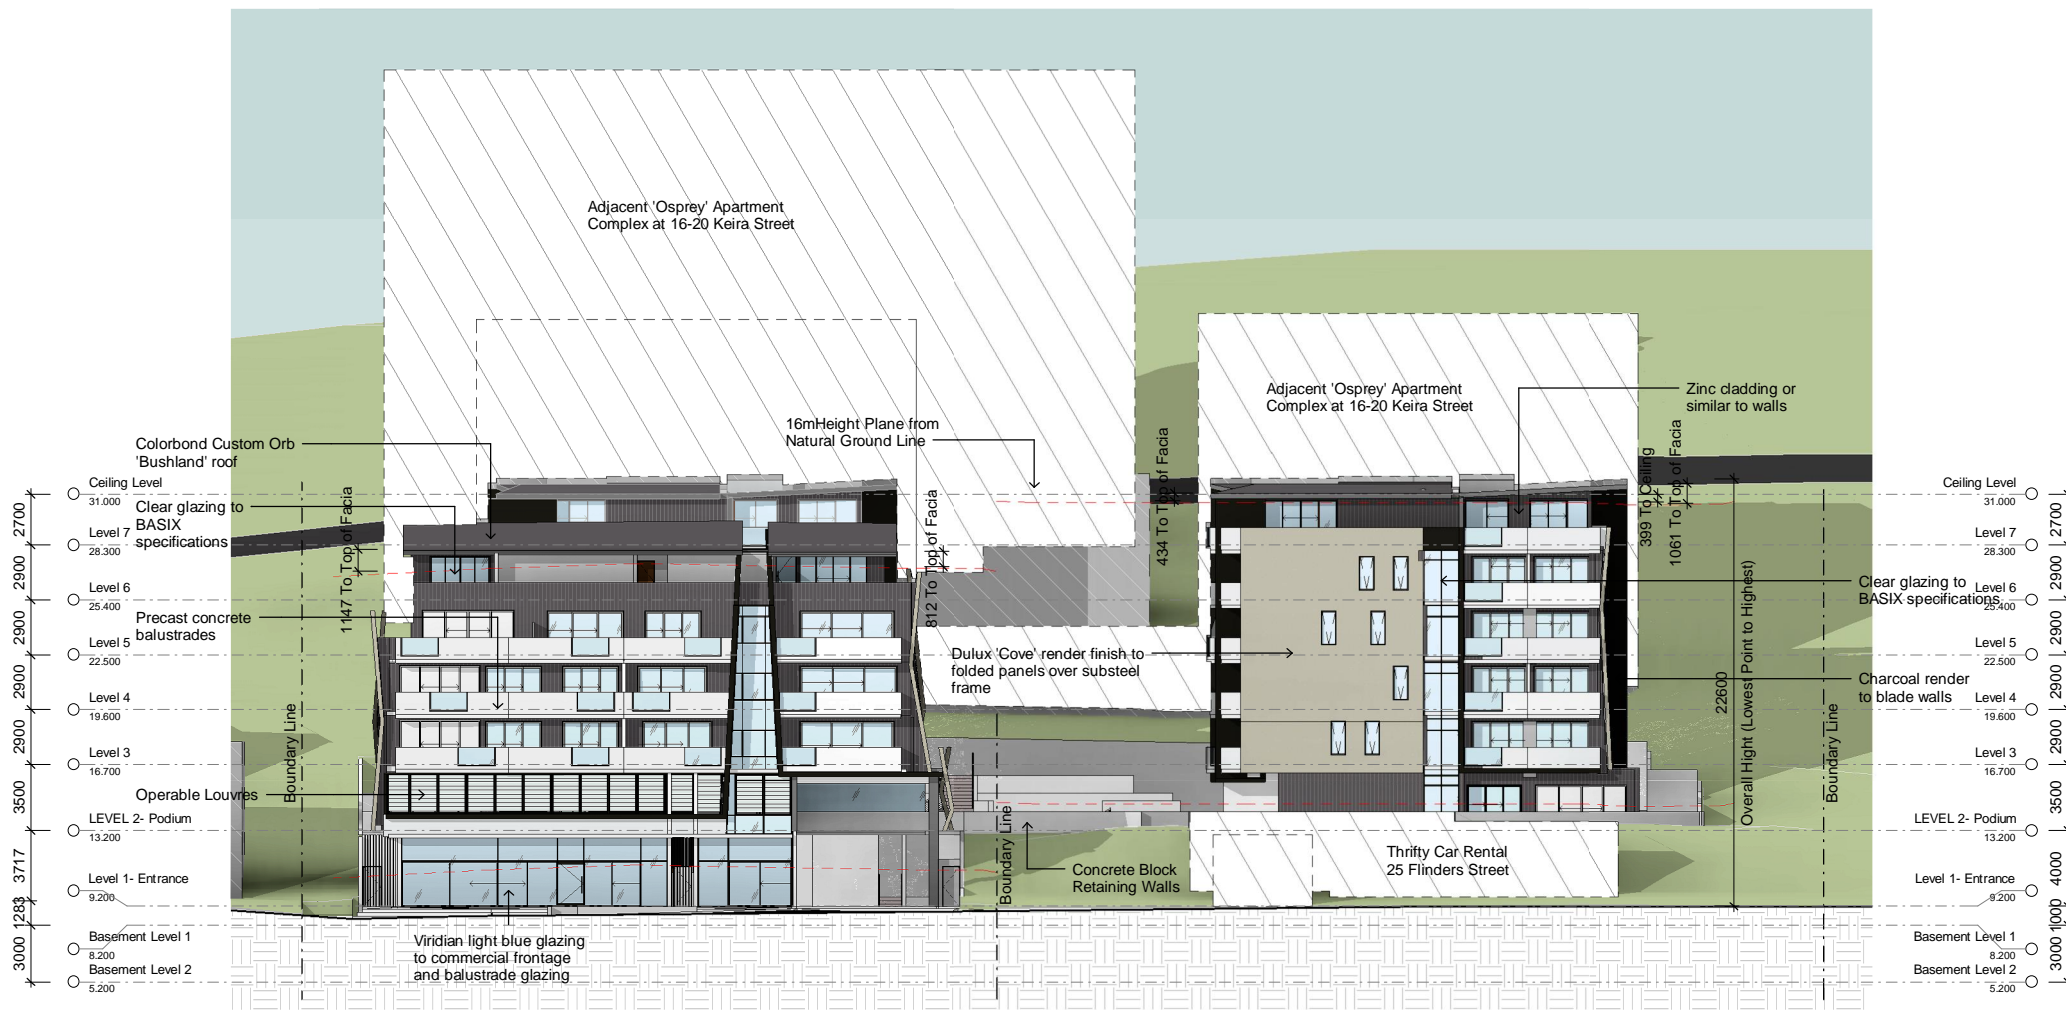 Adjacent 'Osprey' Apartment
Complex at 16-20 Keira Street
Adjacent 'Osprey' Apartment
Complex at 16-20 Keira Street
Zinc cladding or
similar to walls
16mHeight Plane from
Natural Ground Line
Colorbond Custom Orb
'Bushland' roof
Clear glazing to
BASIX
specifications
Precast concrete
balustrades
Operable Louvres
Dulux 'Cove' render finish to
folded panels over substeel
frame
Clear glazing to
BASIX specifications
Charcoal render
to blade walls
Concrete Block
Retaining Walls
Thrifty Car Rental
25 Flinders Street
Viridian light blue glazing
to commercial frontage
and balustrade glazing
Ceiling Level
31.000
Level 7
28.300
Level 6
25.400
Level 5
22.500
Level 4
19.600
Level 3
16.700
LEVEL 2- Podium
13.200
Level 1- Entrance
9.200
Basement Level 1
8.200
Basement Level 2
5.200
2700
2900
2900
2900
2900
3500
3717
1283
3000
Boundary Line
1147 To Top of Facia
812 To Top of Facia
Boundary Line
434 To Top of Facia
399 To Ceiling
1061 To Top of Facia
22600
Overall Hight (Lowest Point to Highest)
Boundary Line
Ceiling Level
31.000
Level 7
28.300
Level 6
25.400
Level 5
22.500
Level 4
19.600
Level 3
16.700
LEVEL 2- Podium
13.200
Level 1- Entrance
9.200
Basement Level 1
8.200
Basement Level 2
5.200
2700
2900
2900
2900
2900
3500
4000
1000
3000